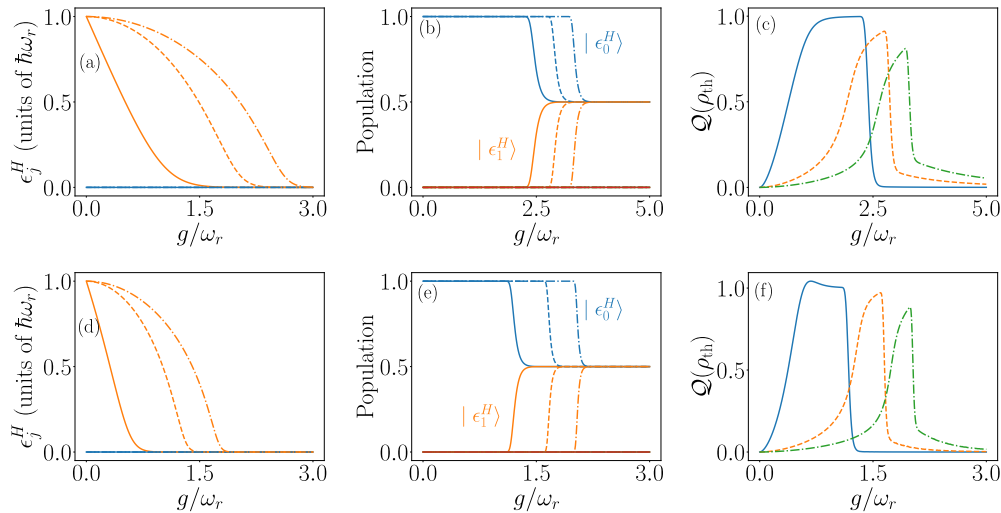 (a)
ϵ_j^H (units of ħω_r)
1.0
0.5
0.0
0.0 1.5 3.0
g/ω_r
(b)
Population
1.0
0.5
0.0
| ϵ_0^H⟩
| ϵ_1^H⟩
0.0 2.5 5.0
g/ω_r
(c)
𝒬(ρ_th)
1.0
0.5
0.0
0.0 2.5 5.0
g/ω_r
(d)
ϵ_j^H (units of ħω_r)
1.0
0.5
0.0
0.0 1.5 3.0
g/ω_r
(e)
Population
1.0
0.5
0.0
| ϵ_0^H⟩
| ϵ_1^H⟩
0.0 1.5 3.0
g/ω_r
(f)
𝒬(ρ_th)
1.0
0.5
0.0
0.0 1.5 3.0
g/ω_r